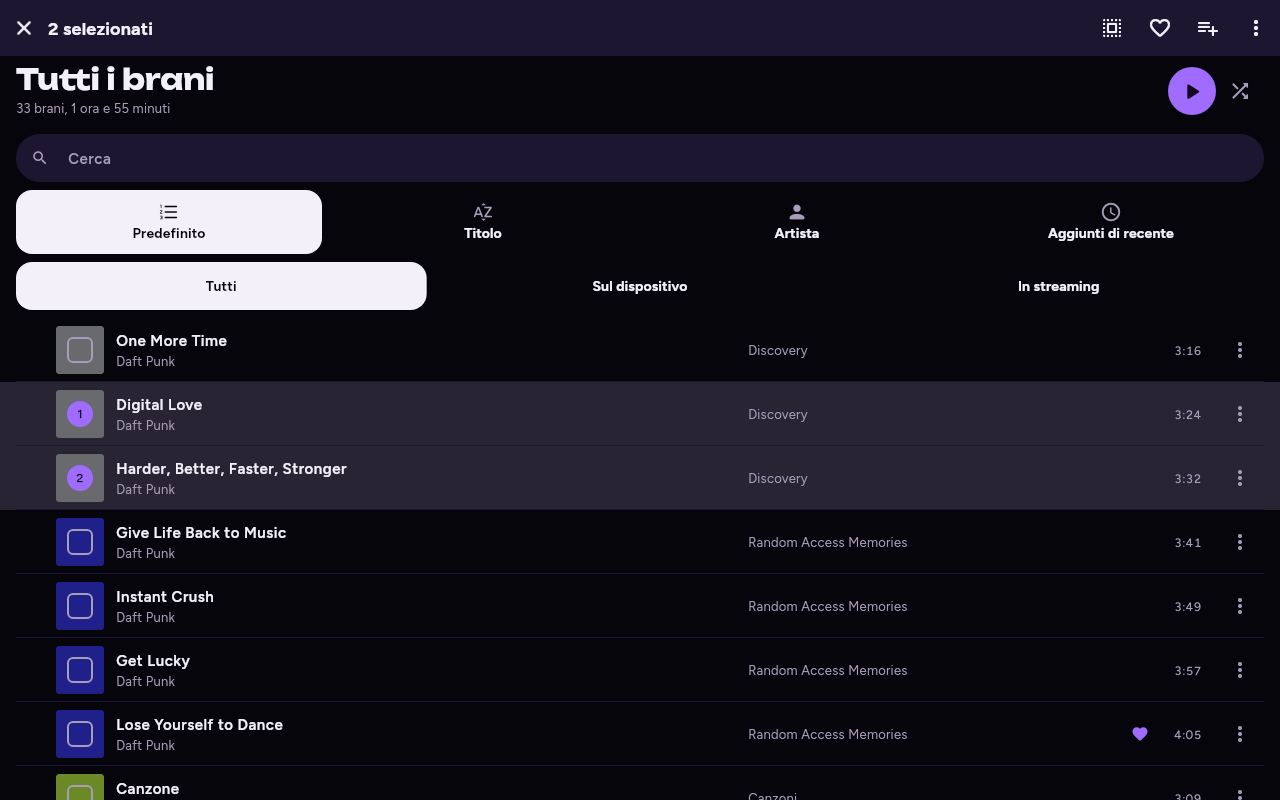 2 selezionati
Tutti i brani
33 brani, 1 ora e 55 minuti
Cerca
Predefinito
Titolo
Artista
Aggiunti di recente
Tutti
Sul dispositivo
In streaming
One More Time
Daft Punk
Discovery
3:16
1
Digital Love
Daft Punk
Discovery
3:24
2
Harder, Better, Faster, Stronger
Daft Punk
Discovery
3:32
Give Life Back to Music
Daft Punk
Random Access Memories
3:41
Instant Crush
Daft Punk
Random Access Memories
3:49
Get Lucky
Daft Punk
Random Access Memories
3:57
Lose Yourself to Dance
Daft Punk
Random Access Memories
4:05
Canzone
Canzoni
3:09